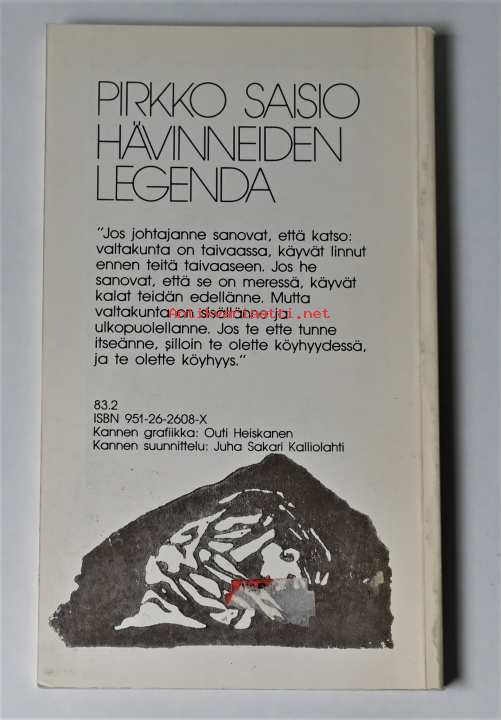 PIRKKO SAISIO
HÄVINNEIDEN
LEGENDA
"Jos johtajanne sanovat, että katso:
valtakunta on taivaassa, käyvät linnut
ennen teitä taivaaseen. Jos he
sanovat, että se on meressä, käyvät
kalat teidän edellänne. Mutta
valtakunta on sisällänne ja
Antikvariaatti.net
ulkopuolellanne. Jos te ette tunne
itseänne, silloin te olette köyhyydessä,
ja te olette köyhyys."
83.2
ISBN 951-26-2608-X
Kannen grafiikka: Outi Heiskanen
Kannen suunnittelu: Juha Sakari Kalliolahti